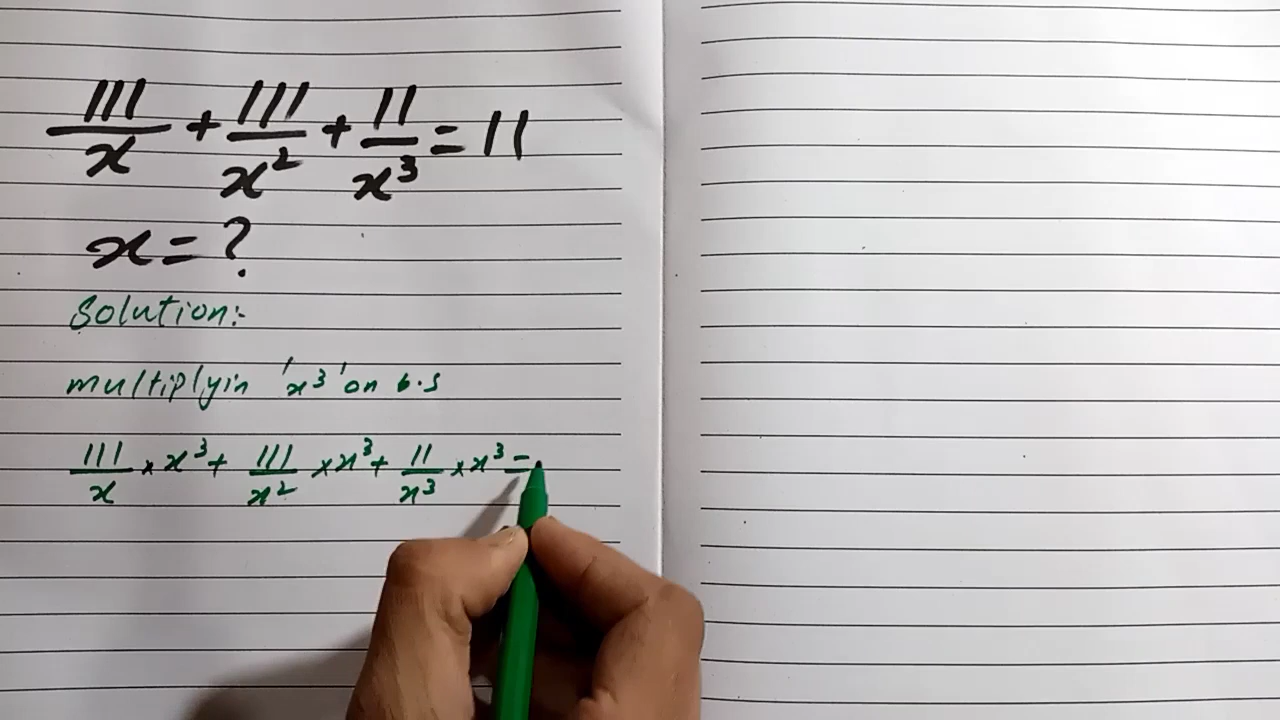 111/x + 111/x² + 11/x³ = 11
x = ?
Solution:-
multiplyin 'x³' on b.s
111/x × x³ + 111/x² × x³ + 11/x³ × x³ =